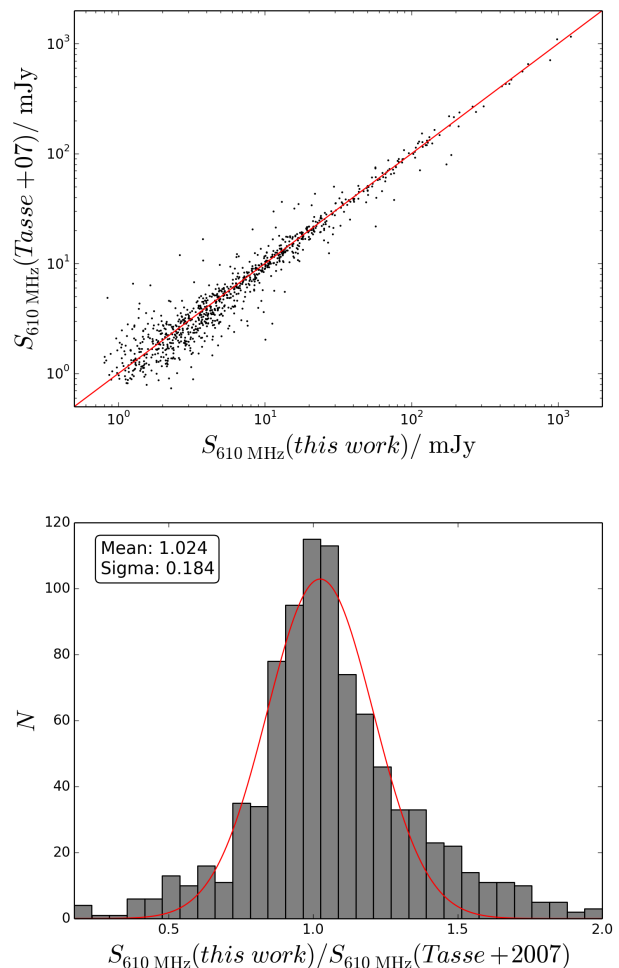 10³
10²
10¹
10⁰
S₆₁₀ MHz(Tasse+07)/ mJy
10⁰ 10¹ 10² 10³
S₆₁₀ MHz(this work)/ mJy
120
Mean: 1.024
Sigma: 0.184
100
80
60
40
20
0
N
0.5 1.0 1.5 2.0
S₆₁₀ MHz(this work)/S₆₁₀ MHz(Tasse+2007)